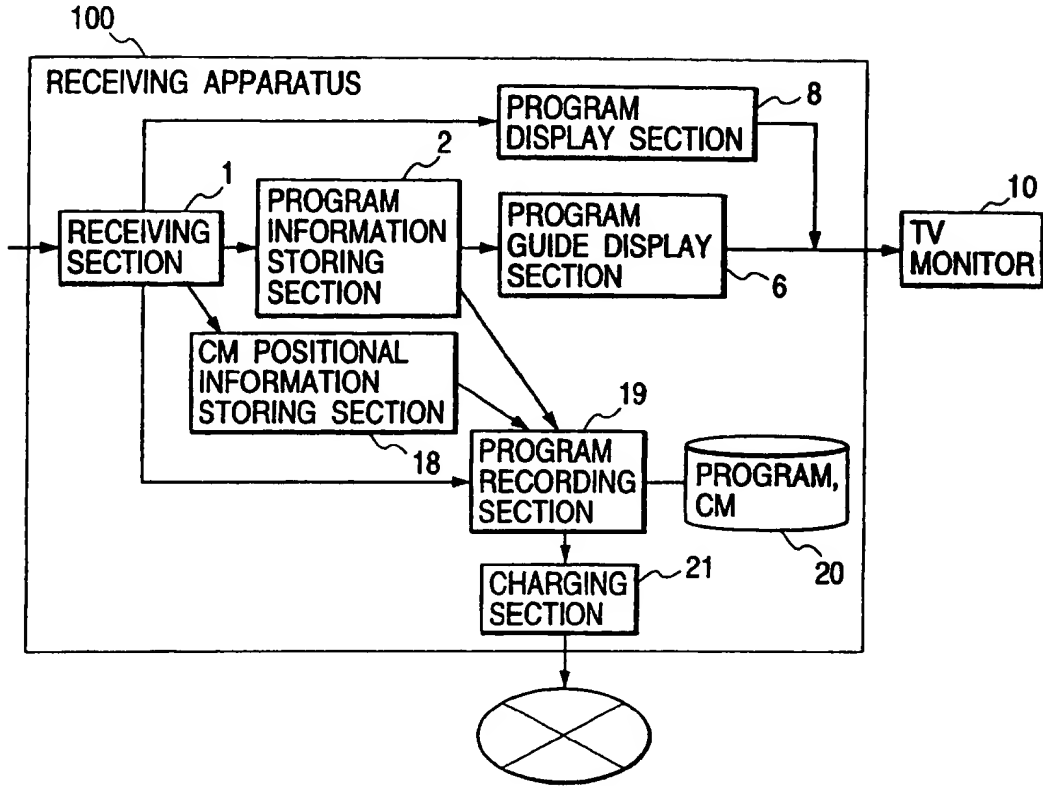 100
RECEIVING APPARATUS
PROGRAM
DISPLAY SECTION
8
2
1
PROGRAM
INFORMATION
STORING
SECTION
PROGRAM
GUIDE DISPLAY
SECTION
6
10
TV
MONITOR
RECEIVING
SECTION
CM POSITIONAL
INFORMATION
STORING SECTION
18
19
PROGRAM
RECORDING
SECTION
PROGRAM,
CM
20
CHARGING
SECTION
21